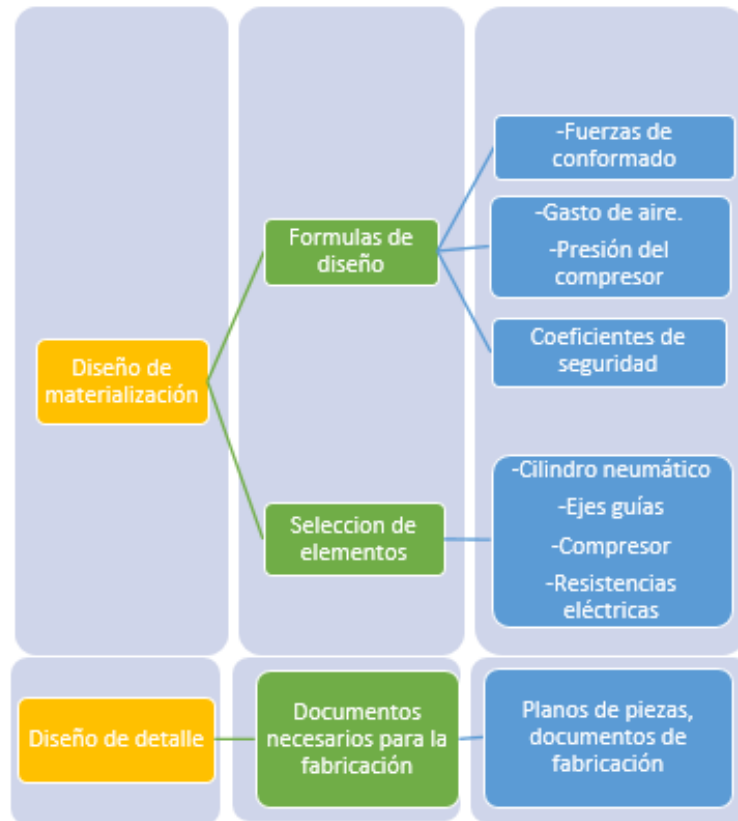 Diseño de
materialización
Formulas de
diseño
-Fuerzas de
conformado
-Gasto de aire.
-Presión del
compresor
Coeficientes de
seguridad
Seleccion de
elementos
-Cilindro neumático
-Ejes guías
-Compresor
-Resistencias
eléctricas
Diseño de detalle
Documentos
necesarios para la
fabricación
Planos de piezas,
documentos de
fabricación